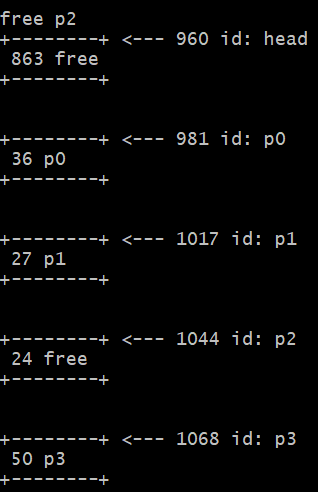 free p2
+--------+ <--- 960 id: head
863 free
+--------+
+--------+ <--- 981 id: p0
36 p0
+--------+
+--------+ <--- 1017 id: p1
27 p1
+--------+
+--------+ <--- 1044 id: p2
24 free
+--------+
+--------+ <--- 1068 id: p3
50 p3
+--------+